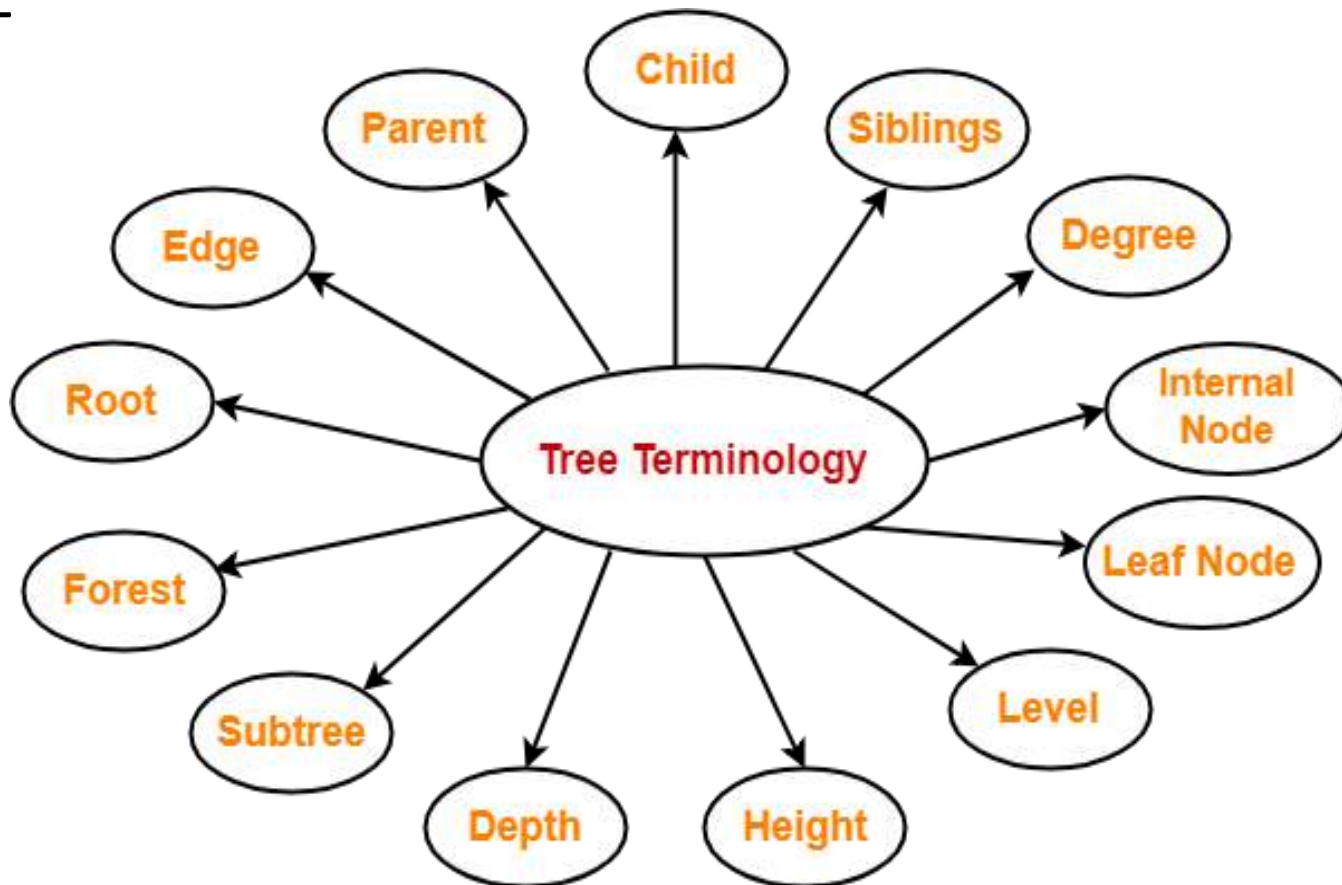 Child
Parent
Siblings
Edge
Degree
Root
Internal
Node
Tree Terminology
Leaf Node
Forest
Level
Subtree
Depth
Height